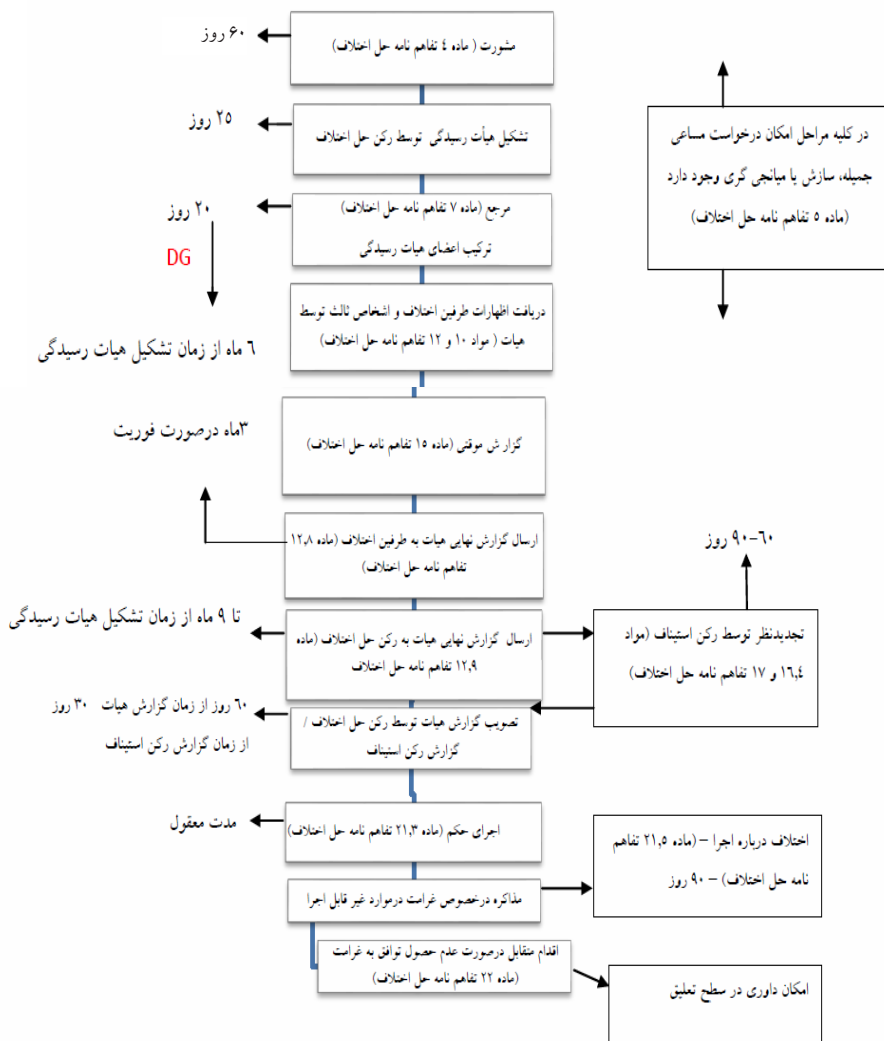 مشورت ( ماده ٤ تفاهم نامه حل اختلاف)
۶۰ روز
تشکیل هیأت رسیدگی توسط رکن حل اختلاف
۲۵ روز
در کلیه مراحل امکان درخواست مساعی
جمیله، سازش یا میانجی گری وجود دارد
(ماده ۵ تفاهم نامه حل اختلاف)
مرجع (ماده ۷ تفاهم نامه حل اختلاف)
ترکیب اعضای هیات رسیدگی
۲۰ روز
DG
دریافت اظهارات طرفین اختلاف و اشخاص ثالث توسط
هیات ( مواد ۱۰ و ۱۲ تفاهم نامه حل اختلاف)
٦ ماه از زمان تشکیل هیات رسیدگی
گزار ش موقتی (ماده ۱۵ تفاهم نامه حل اختلاف)
۳ماه درصورت فوریت
ارسال گزارش نهایی هیات به طرفین اختلاف (ماده ۱۲,۸
تفاهم نامه حل اختلاف)
ارسال گزارش نهایی هیات به رکن حل اختلاف (ماده
۱۲,۹ تفاهم نامه حل اختلاف
تا ۹ ماه از زمان تشکیل هیات رسیدگی
۹۰-٦۰ روز
تجدیدنظر توسط رکن استیناف (مواد
۱٦,٤ و ۱۷ تفاهم نامه حل اختلاف)
تصویب گزارش هیات توسط رکن حل اختلاف /
گزارش رکن استیناف
٦۰ روز از زمان گزارش هیات ۳۰ روز
از زمان گزارش رکن استیناف
اجرای حکم (ماده ۲۱,۳ تفاهم نامه حل اختلاف)
مدت معقول
اختلاف درباره اجرا – (ماده ۲۱,۵ تفاهم
نامه حل اختلاف) – ۹۰ روز
مذاکره درخصوص غرامت درموارد غیر قابل اجرا
اقدام متقابل درصورت عدم حصول توافق به غرامت
(ماده ۲۲ تفاهم نامه حل اختلاف)
امکان داوری در سطح تعلیق